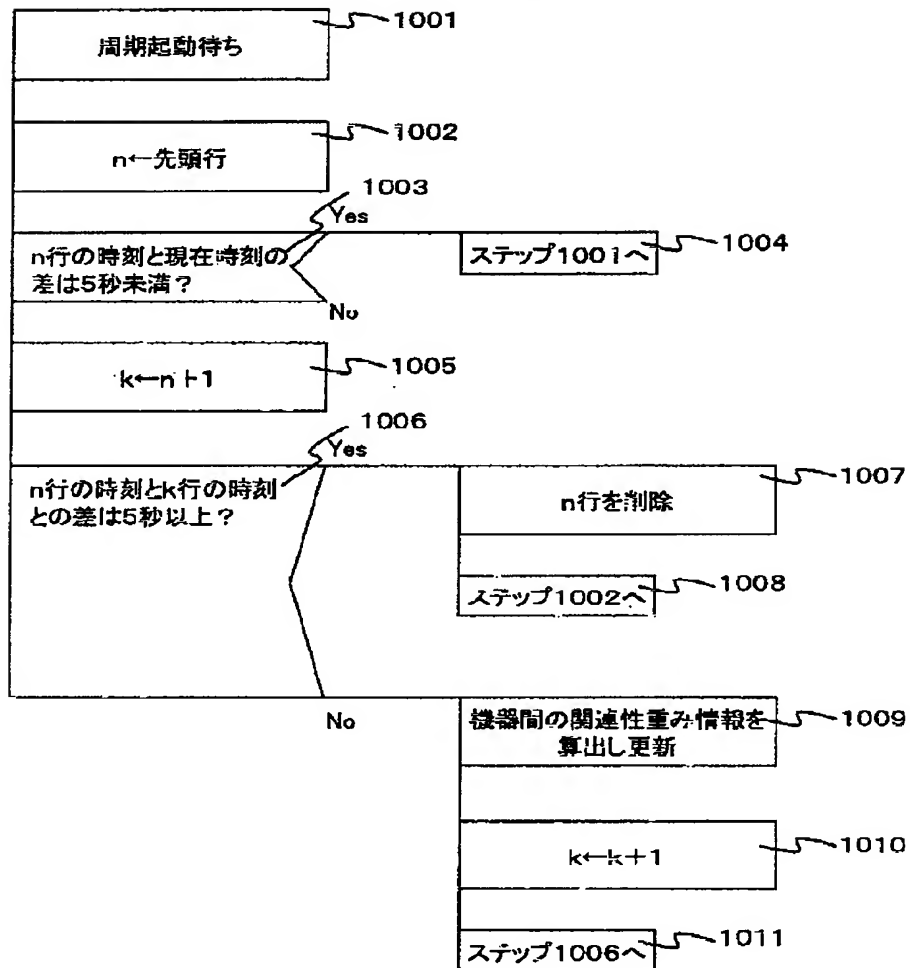 1001
周期起動待ち
1002
n←先頭行
1003
Yes
n行の時刻と現在時刻の
差は5秒未満？
ステップ1001へ
1004
No
1005
k←n+1
1006
Yes
n行の時刻とk行の時刻
との差は5秒以上？
1007
n行を削除
1008
ステップ1002へ
No
機器間の関連性重み情報を
算出し更新
1009
k←k+1
1010
ステップ1006へ
1011